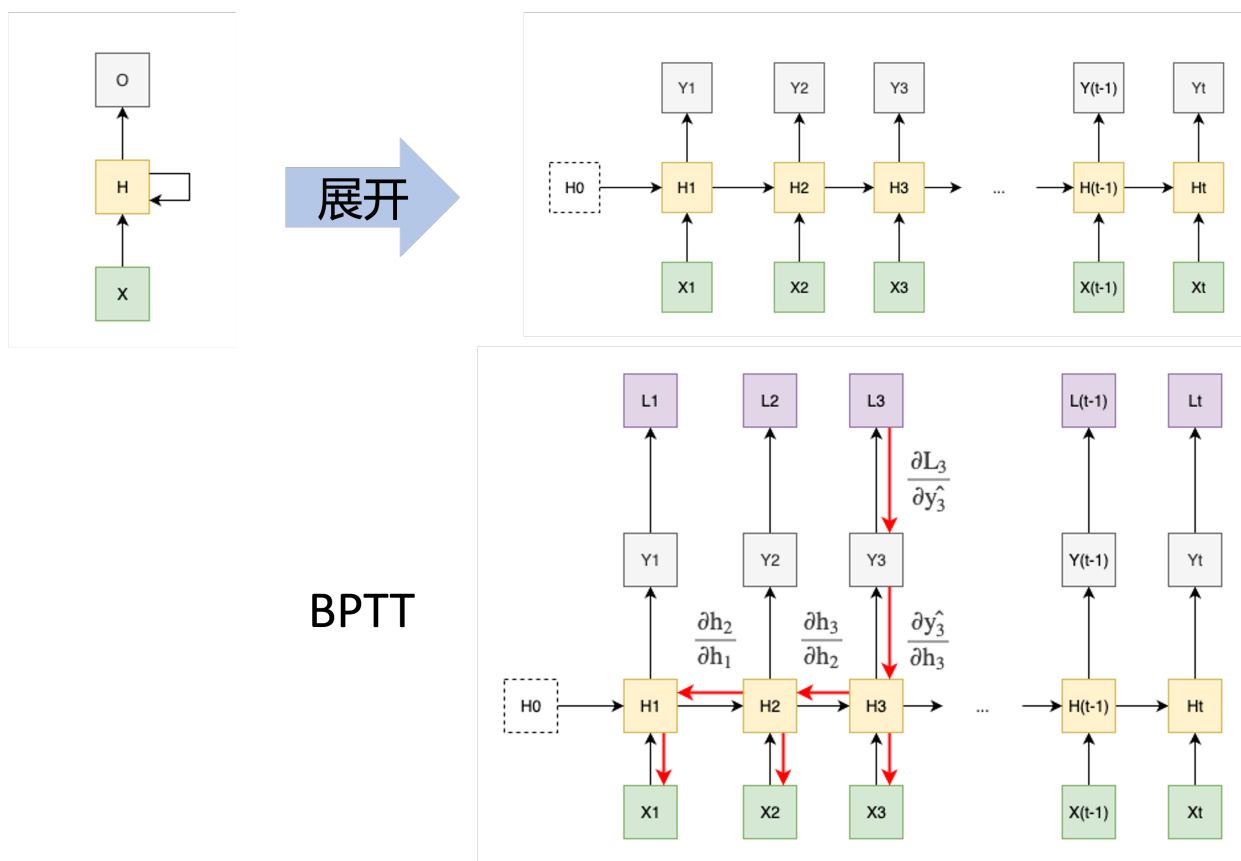 O
H
X
展开
Y1 Y2 Y3 Y(t-1) Yt
H0 H1 H2 H3 ... H(t-1) Ht
X1 X2 X3 X(t-1) Xt
BPTT
L1 L2 L3 L(t-1) Lt
∂L₃
∂ŷ₃
Y1 Y2 Y3 Y(t-1) Yt
∂h₂ ∂h₃ ∂ŷ₃
∂h₁ ∂h₂ ∂h₃
H0 H1 H2 H3 ... H(t-1) Ht
X1 X2 X3 X(t-1) Xt